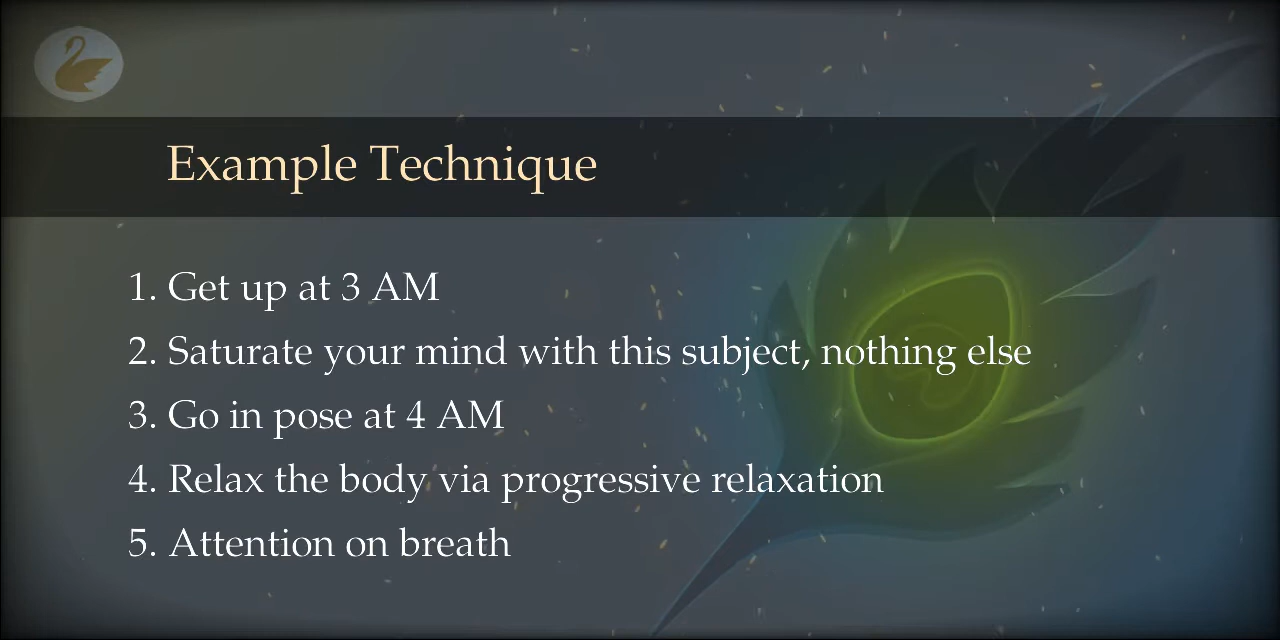 Example Technique
1. Get up at 3 AM
2. Saturate your mind with this subject, nothing else
3. Go in pose at 4 AM
4. Relax the body via progressive relaxation
5. Attention on breath